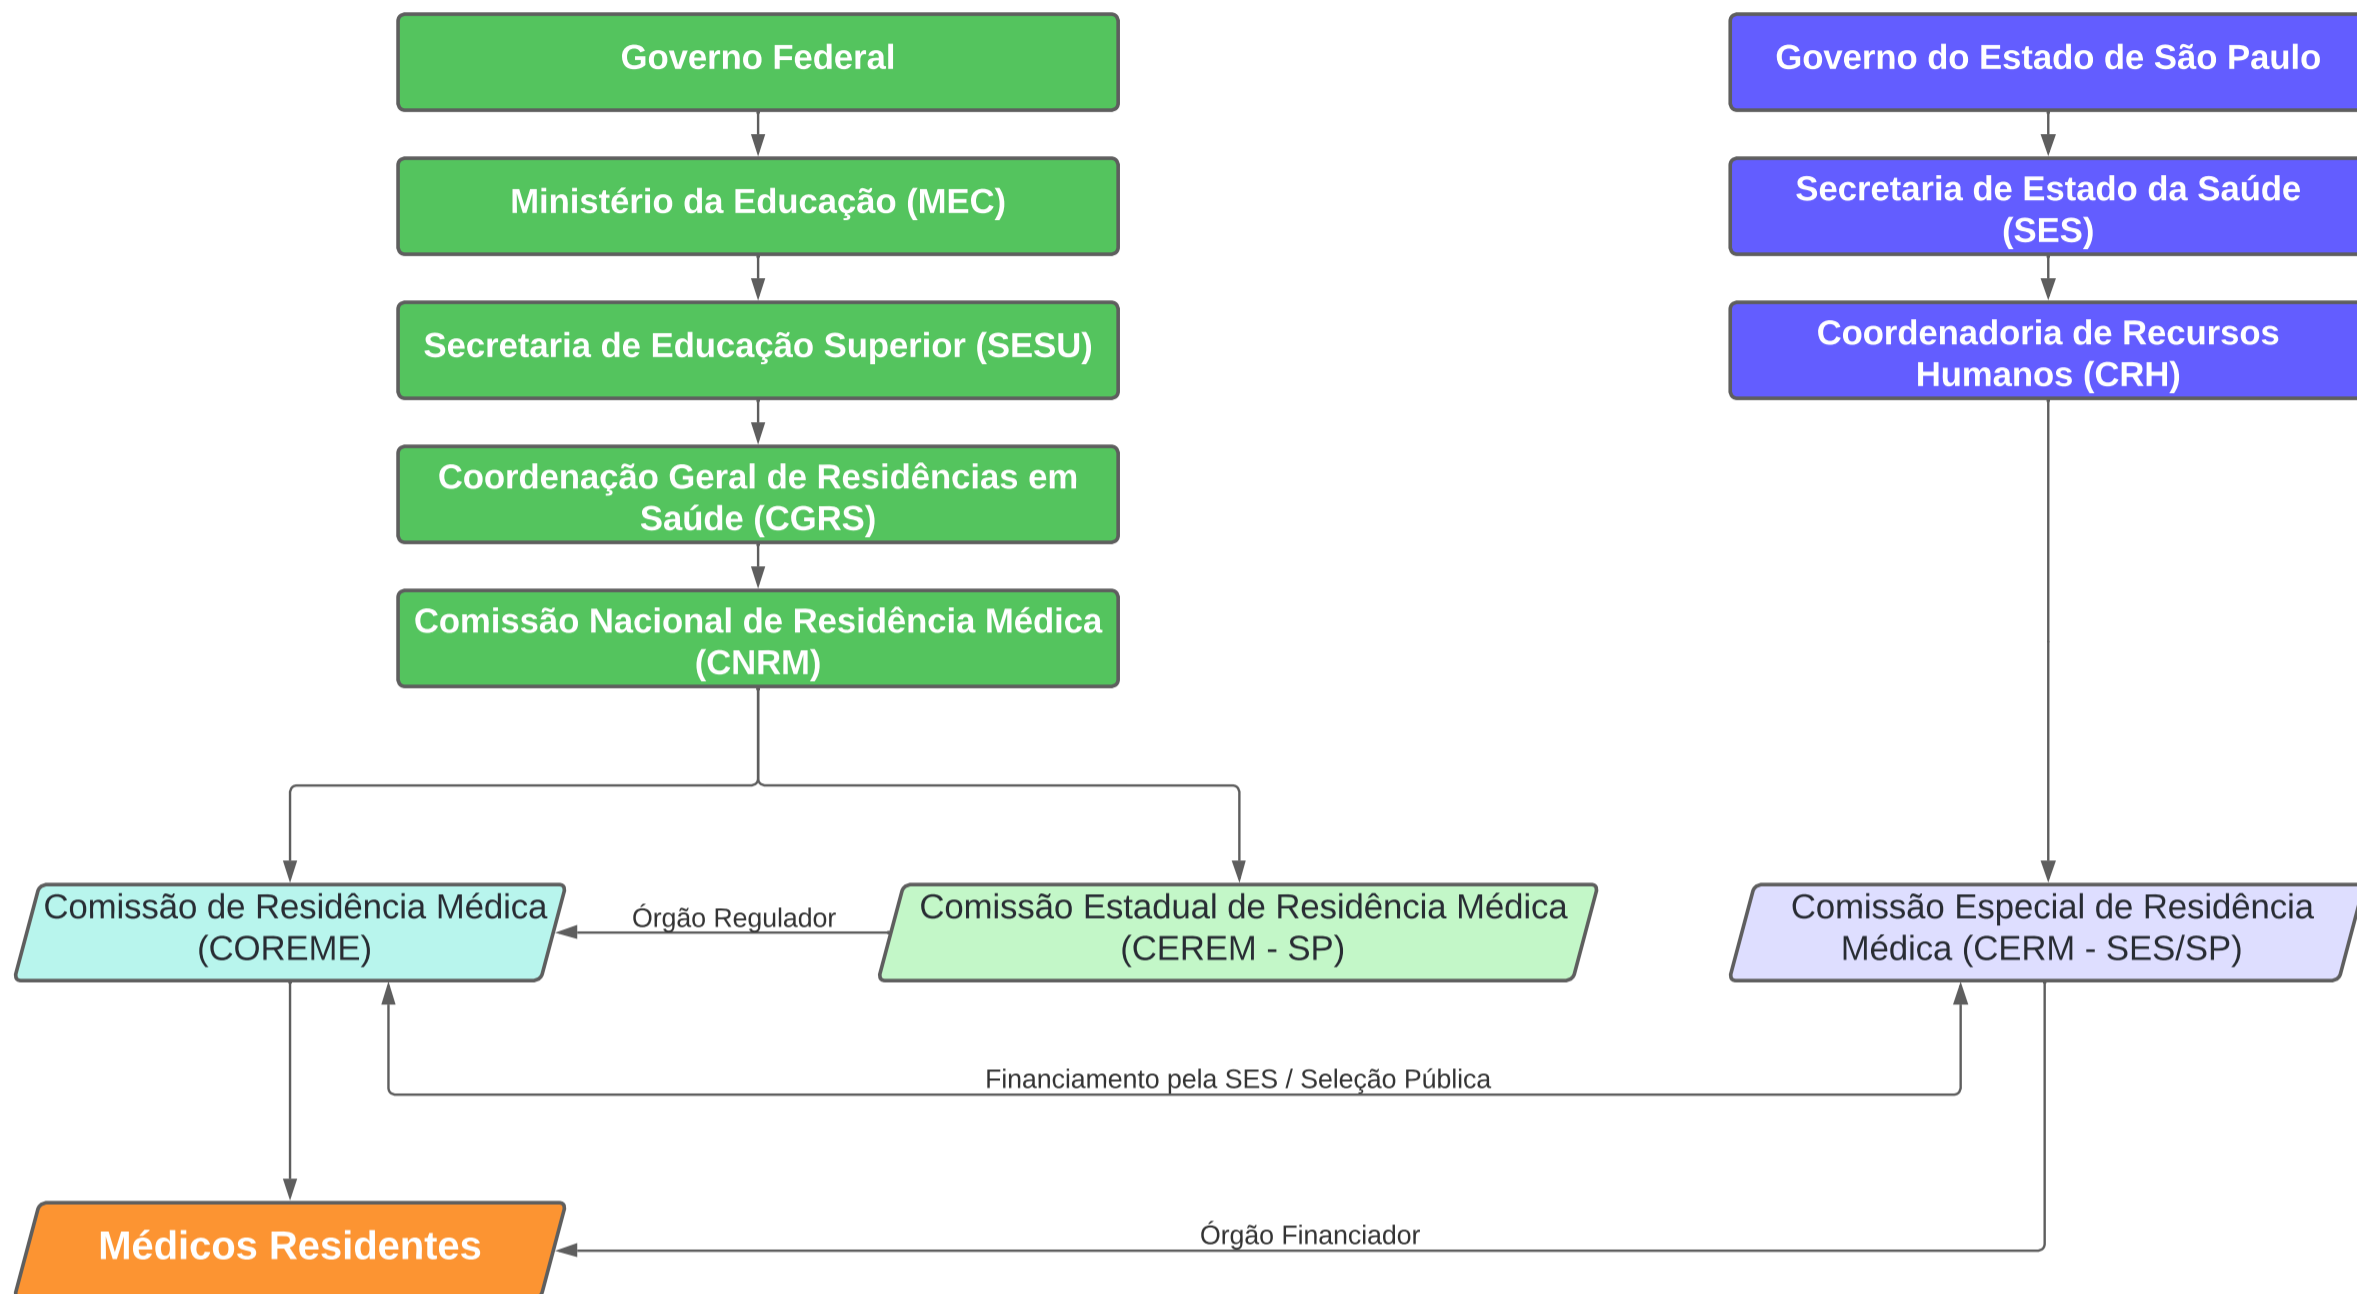 Governo Federal
Governo do Estado de São Paulo
Ministério da Educação (MEC)
Secretaria de Estado da Saúde
(SES)
Secretaria de Educação Superior (SESU)
Coordenadoria de Recursos
Humanos (CRH)
Coordenação Geral de Residências em
Saúde (CGRS)
Comissão Nacional de Residência Médica
(CNRM)
Comissão de Residência Médica
(COREME)
Órgão Regulador
Comissão Estadual de Residência Médica
(CEREM - SP)
Comissão Especial de Residência
Médica (CERM - SES/SP)
Financiamento pela SES / Seleção Pública
Médicos Residentes
Órgão Financiador